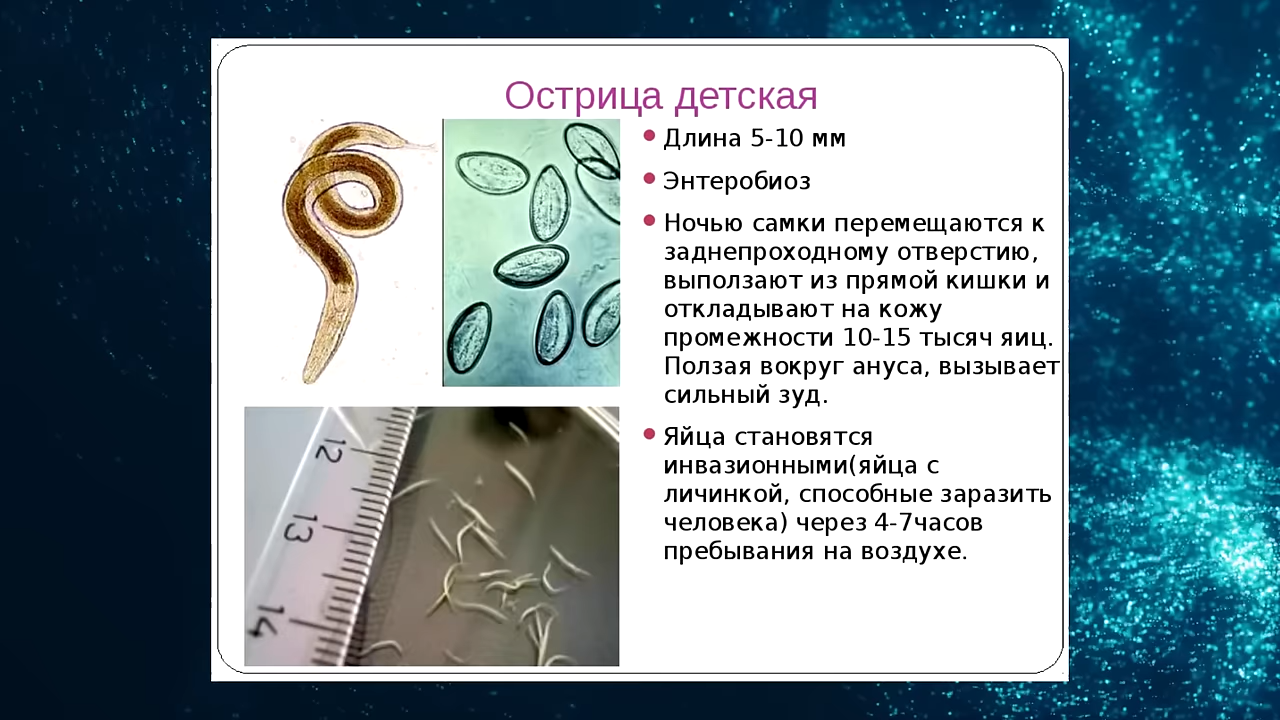 Острица детская
Длина 5-10 мм
Энтеробиоз
Ночью самки перемещаются к
заднепроходному отверстию,
выползают из прямой кишки и
откладывают на кожу
промежности 10-15 тысяч яиц.
Ползая вокруг ануса, вызывает
сильный зуд.
Яйца становятся
инвазионными(яйца с
личинкой, способные заразить
человека) через 4-7часов
пребывания на воздухе.
12
13
14